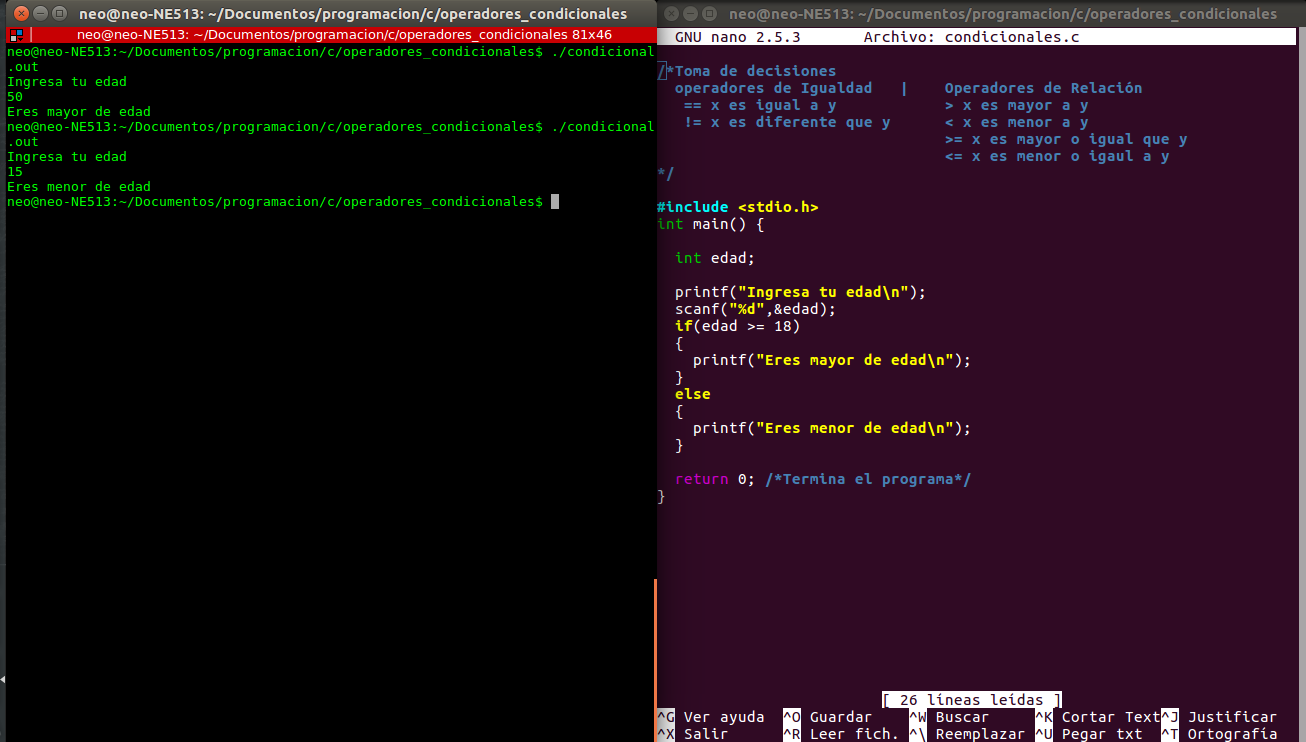 neo@neo-NE513: ~/Documentos/programacion/c/operadores_condicionales
neo@neo-NE513: ~/Documentos/programacion/c/operadores_condicionales 81x46
neo@neo-NE513:~/Documentos/programacion/c/operadores_condicionales$ ./condicional
.out
Ingresa tu edad
50
Eres mayor de edad
neo@neo-NE513:~/Documentos/programacion/c/operadores_condicionales$ ./condicional
.out
Ingresa tu edad
15
Eres menor de edad
neo@neo-NE513:~/Documentos/programacion/c/operadores_condicionales$
neo@neo-NE513: ~/Documentos/programacion/c/operadores_condicionales
GNU nano 2.5.3 Archivo: condicionales.c
/*Toma de decisiones
operadores de Igualdad | Operadores de Relación
== x es igual a y > x es mayor a y
!= x es diferente que y < x es menor a y
>= x es mayor o igual que y
<= x es menor o igaul a y
*/
#include <stdio.h>
int main() {
int edad;
printf("Ingresa tu edad\n");
scanf("%d",&edad);
if(edad >= 18)
{
printf("Eres mayor de edad\n");
}
else
{
printf("Eres menor de edad\n");
}
return 0; /*Termina el programa*/
}
[ 26 líneas leídas ]
^G Ver ayuda ^O Guardar ^W Buscar ^K Cortar Text^J Justificar
^X Salir ^R Leer fich. ^\ Reemplazar ^U Pegar txt ^T Ortografía